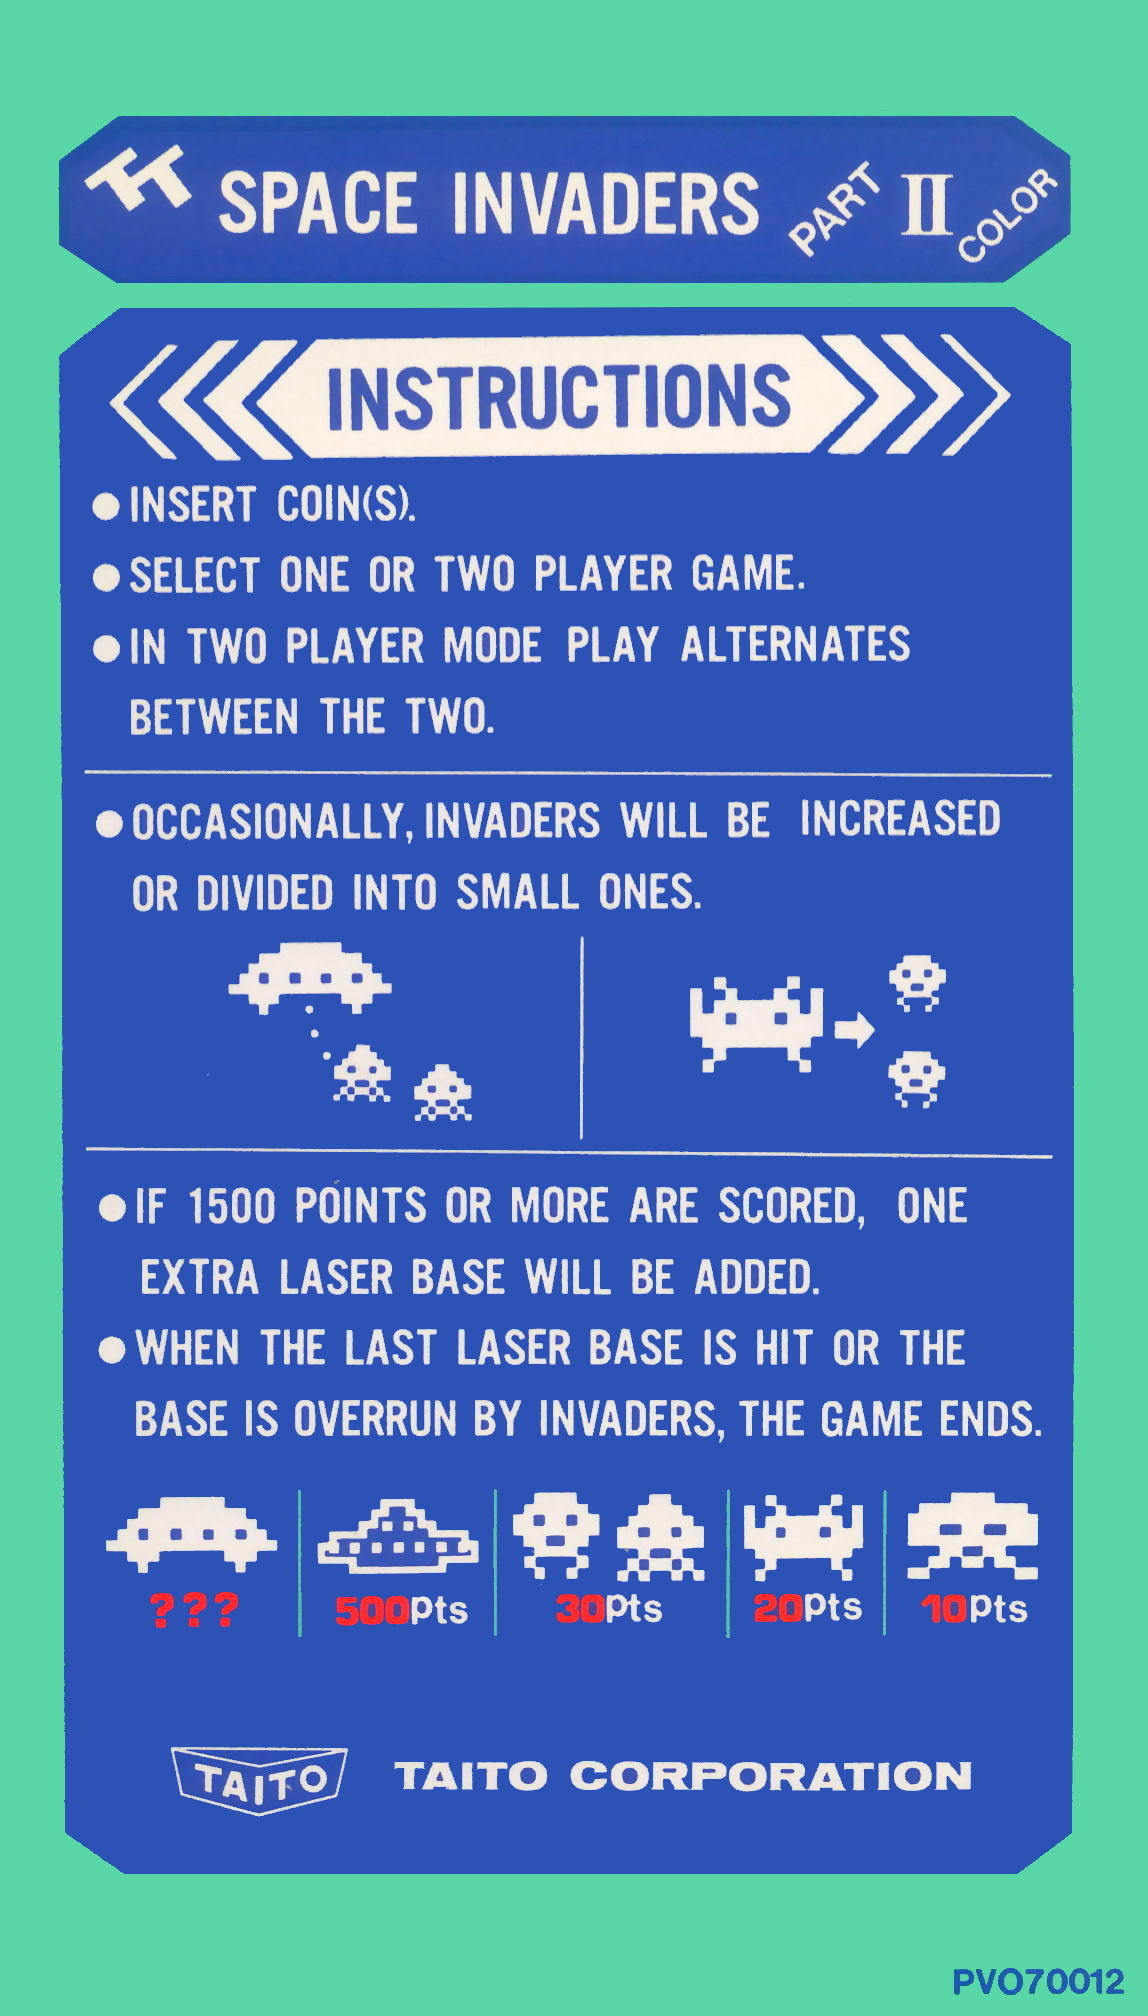 SPACE INVADERS PART II COLOR
INSTRUCTIONS
● INSERT COIN(S).
● SELECT ONE OR TWO PLAYER GAME.
● IN TWO PLAYER MODE PLAY ALTERNATES
BETWEEN THE TWO.
● OCCASIONALLY, INVADERS WILL BE INCREASED
OR DIVIDED INTO SMALL ONES.
● IF 1500 POINTS OR MORE ARE SCORED, ONE
EXTRA LASER BASE WILL BE ADDED.
● WHEN THE LAST LASER BASE IS HIT OR THE
BASE IS OVERRUN BY INVADERS, THE GAME ENDS.
??? 500Pts 30Pts 20Pts 10Pts
TAITO TAITO CORPORATION
PVO70012